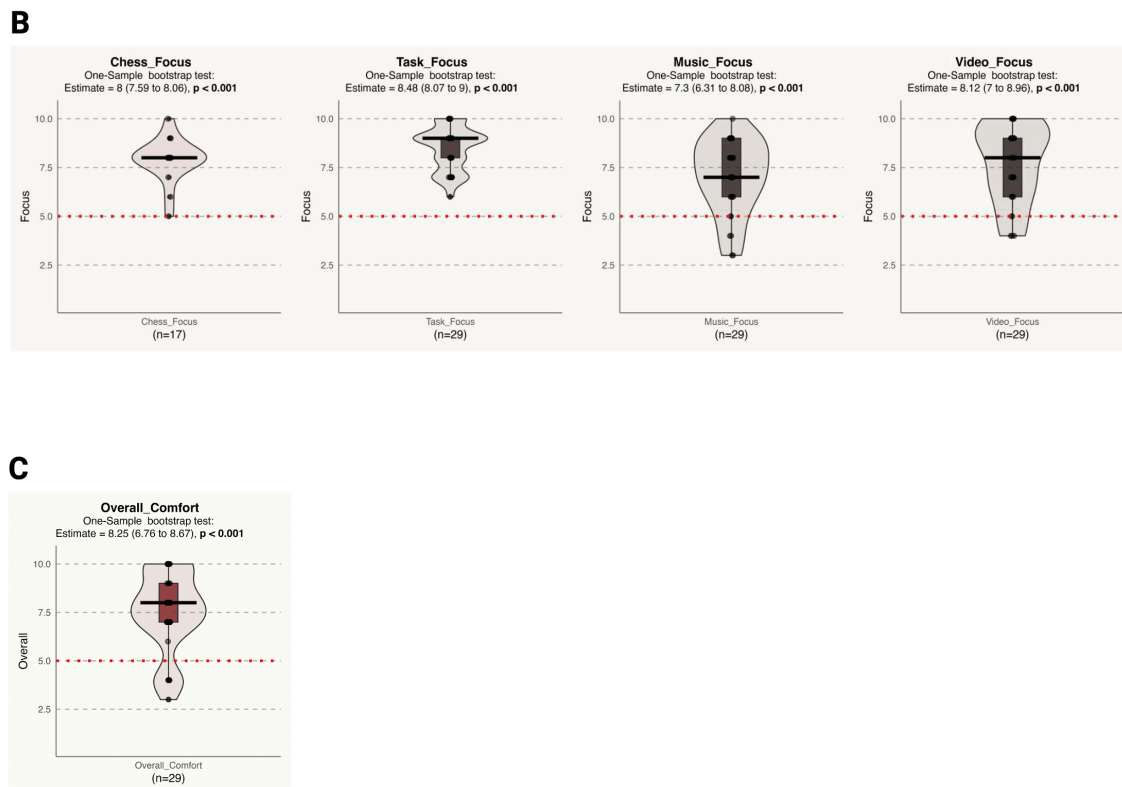 B
Chess_Focus
One-Sample bootstrap test:
Estimate = 8 (7.59 to 8.06), p < 0.001
10.0
7.5
5.0
2.5
Focus
Chess_Focus
(n=17)
Task_Focus
One-Sample bootstrap test:
Estimate = 8.48 (8.07 to 9), p < 0.001
10.0
7.5
5.0
2.5
Focus
Task_Focus
(n=29)
Music_Focus
One-Sample bootstrap test:
Estimate = 7.3 (6.31 to 8.08), p < 0.001
10.0
7.5
5.0
2.5
Focus
Music_Focus
(n=29)
Video_Focus
One-Sample bootstrap test:
Estimate = 8.12 (7 to 8.96), p < 0.001
10.0
7.5
5.0
2.5
Focus
Video_Focus
(n=29)
C
Overall_Comfort
One-Sample bootstrap test:
Estimate = 8.25 (6.76 to 8.67), p < 0.001
10.0
7.5
5.0
2.5
Overall
Overall_Comfort
(n=29)